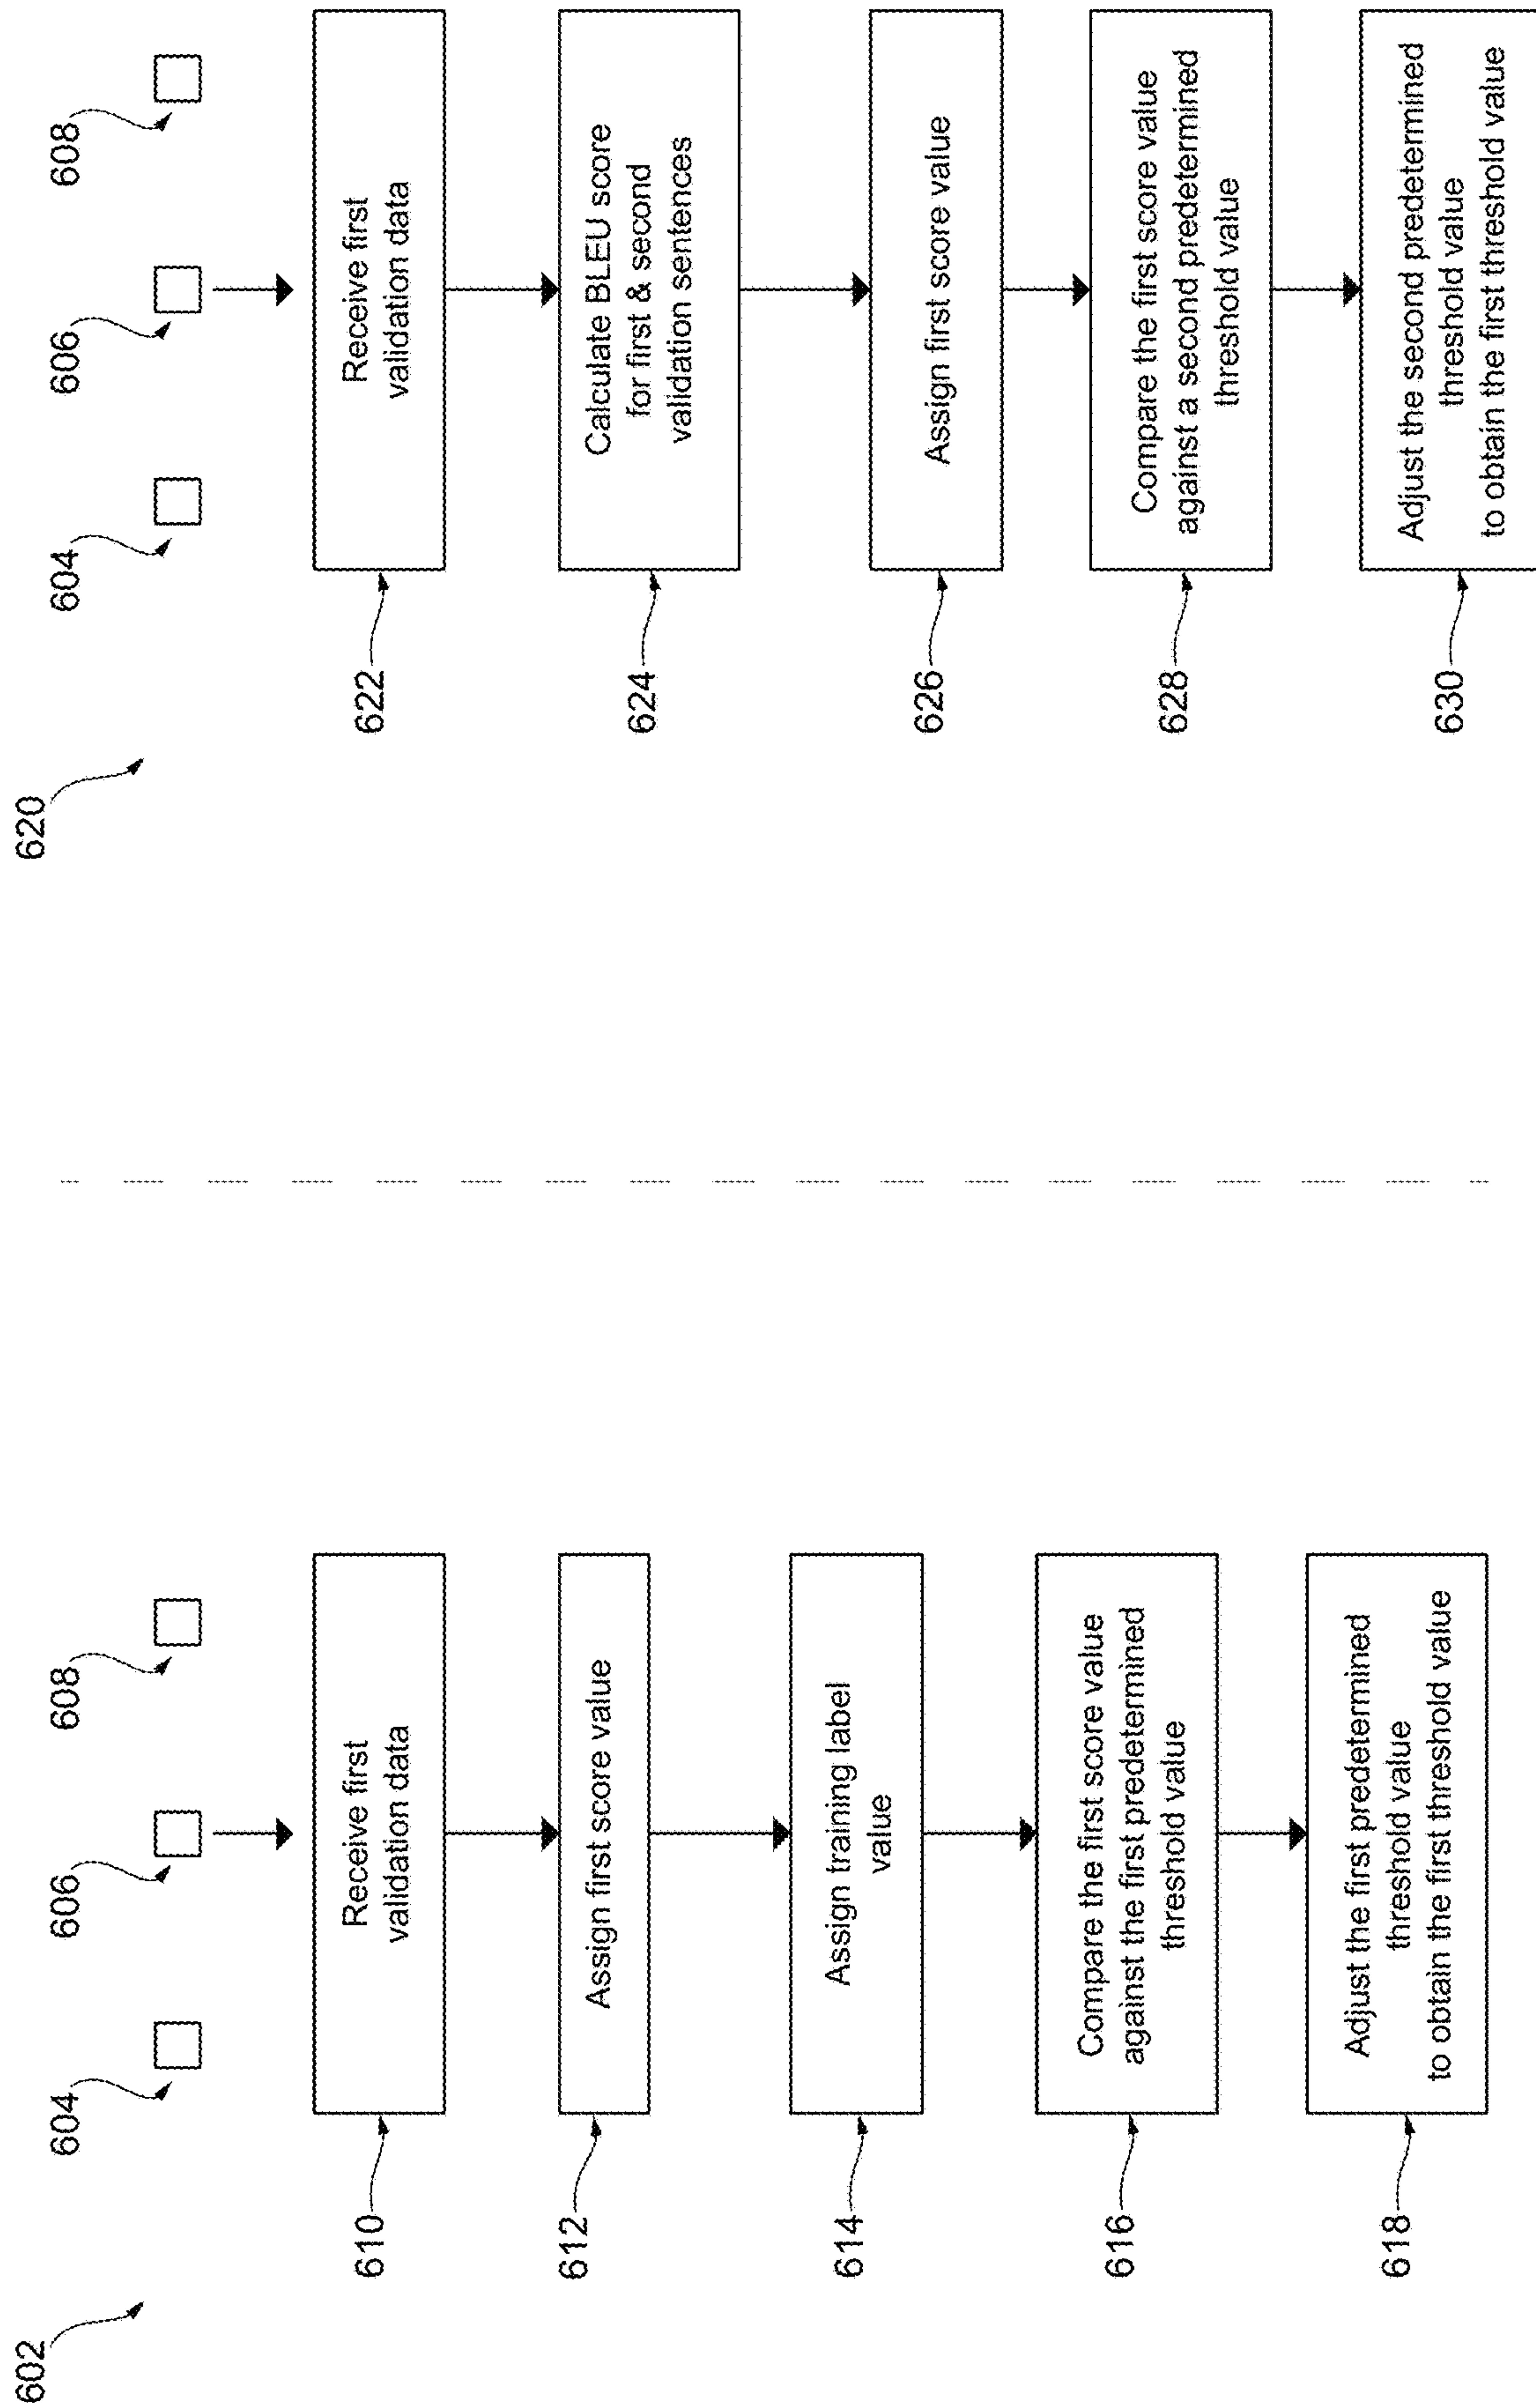 602
604
606
608
610
Receive first
validation data
612
Assign first score value
614
Assign training label
value
616
Compare the first score value
against the first predetermined
threshold value
618
Adjust the first predetermined
threshold value
to obtain the first threshold value
620
604
606
608
622
Receive first
validation data
624
Calculate BLEU score
for first & second
validation sentences
626
Assign first score value
628
Compare the first score value
against a second predetermined
threshold value
630
Adjust the second predetermined
threshold value
to obtain the first threshold value